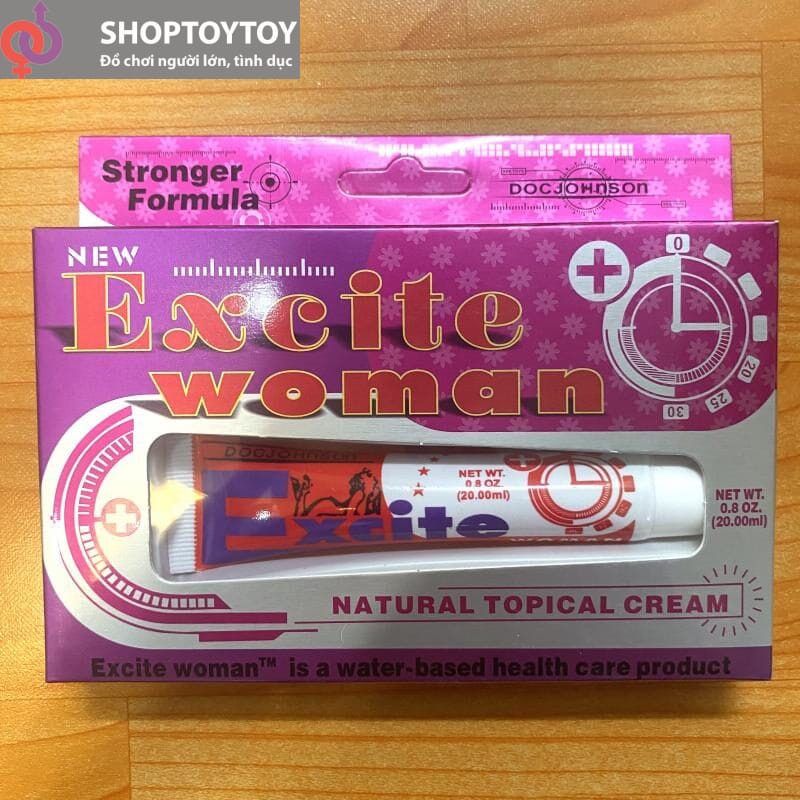 SHOPTOYTOY
Đồ chơi người lớn, tình dục
Stronger
Formula
DOCJOHNSON
NEW
Excite
woman
0
20
25
30
DOCJOHNSON
NET WT.
0.8 OZ.
(20.00ml)
Excite
WOMAN
NET WT.
0.8 OZ.
(20.00ml)
NATURAL TOPICAL CREAM
Excite woman™ is a water-based health care product